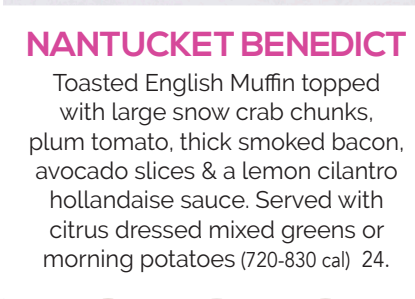 NANTUCKET BENEDICT
Toasted English Muffin topped
with large snow crab chunks,
plum tomato, thick smoked bacon,
avocado slices & a lemon cilantro
hollandaise sauce. Served with
citrus dressed mixed greens or
morning potatoes (720-830 cal) 24.